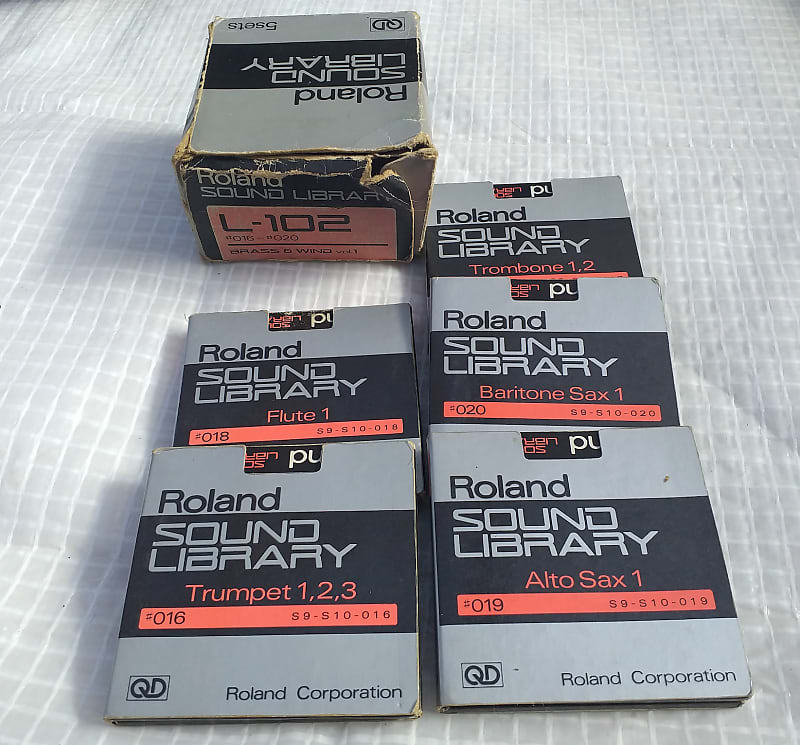 QD
5sets
SOUND
LIBRARY
Roland
Roland
SOUND LIBRARY
L-102
#016-#020
BRASS & WIND vol.1
Roland
SOUND
LIBRARY
Trombone 1,2
Roland
SOUND
LIBRARY
Flute 1
#018 S9-S10-018
Roland
SOUND
LIBRARY
Baritone Sax 1
#020 S9-S10-020
Roland
SOUND
LIBRARY
Trumpet 1,2,3
#016 S9-S10-016
QD Roland Corporation
Roland
SOUND
LIBRARY
Alto Sax 1
#019 S9-S10-019
QD Roland Corporation